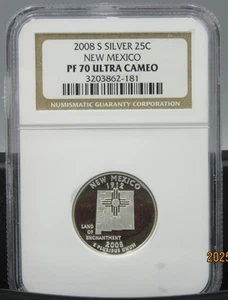 2008 S SILVER 25C
NEW MEXICO
PF 70 ULTRA CAMEO
3203862-181
NUMISMATIC GUARANTY CORPORATION
NEW MEXICO
1912
LAND
OF
ENCHANTMENT
2008
E PLURIBUS UNUM
2025